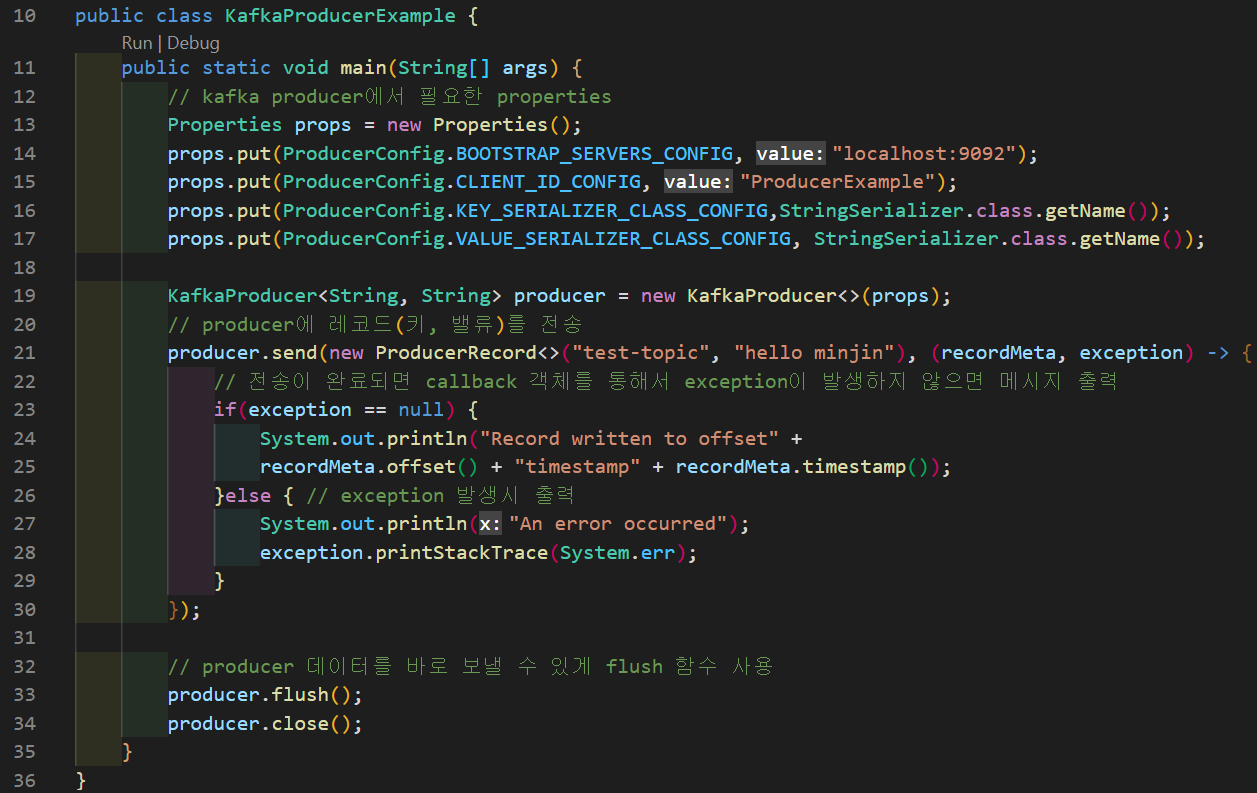 10 public class KafkaProducerExample {
Run | Debug
11 public static void main(String[] args) {
12 // kafka producer에서 필요한 properties
13 Properties props = new Properties();
14 props.put(ProducerConfig.BOOTSTRAP_SERVERS_CONFIG, value: "localhost:9092");
15 props.put(ProducerConfig.CLIENT_ID_CONFIG, value: "ProducerExample");
16 props.put(ProducerConfig.KEY_SERIALIZER_CLASS_CONFIG,StringSerializer.class.getName());
17 props.put(ProducerConfig.VALUE_SERIALIZER_CLASS_CONFIG, StringSerializer.class.getName());
18
19 KafkaProducer<String, String> producer = new KafkaProducer<>(props);
20 // producer에 레코드(키, 밸류)를 전송
21 producer.send(new ProducerRecord<>("test-topic", "hello minjin"), (recordMeta, exception) -> {
22 // 전송이 완료되면 callback 객체를 통해서 exception이 발생하지 않으면 메시지 출력
23 if(exception == null) {
24 System.out.println("Record written to offset" +
25 recordMeta.offset() + "timestamp" + recordMeta.timestamp());
26 }else { // exception 발생시 출력
27 System.out.println(x: "An error occurred");
28 exception.printStackTrace(System.err);
29 }
30 });
31
32 // producer 데이터를 바로 보낼 수 있게 flush 함수 사용
33 producer.flush();
34 producer.close();
35 }
36 }